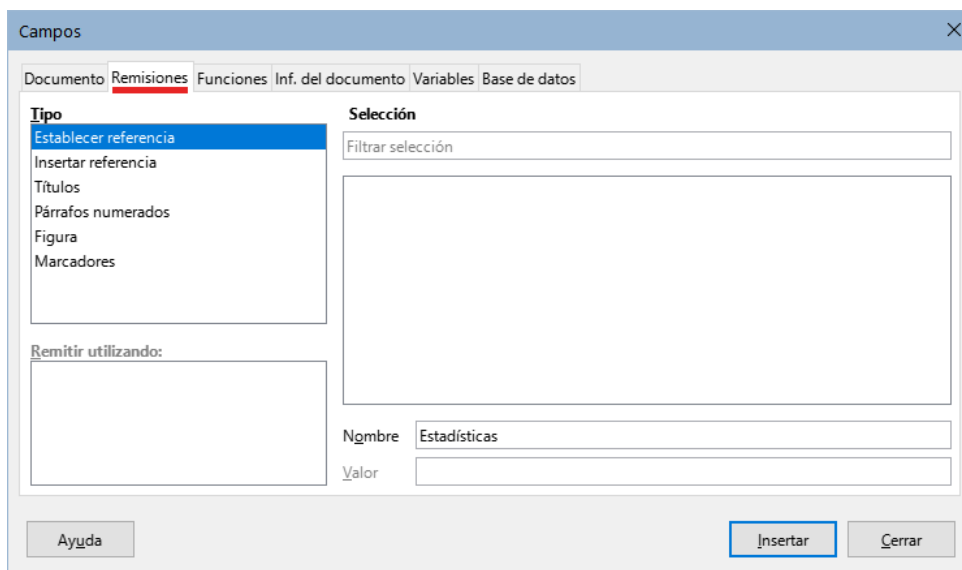 Campos
Documento Remisiones Funciones Inf. del documento Variables Base de datos
Tipo
Establecer referencia
Insertar referencia
Títulos
Párrafos numerados
Figura
Marcadores
Remitir utilizando:
Selección
Filtrar selección
Nombre Estadísticas
Valor
Ayuda Insertar Cerrar